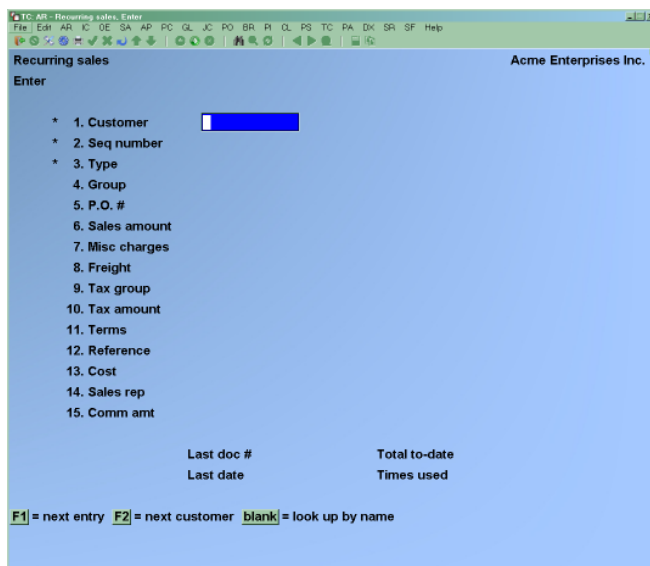 TC: AR - Recurring sales, Enter
File Edit AR IC OE SA AP PC GL JC PO BR PI CL PS TC PA DX SR SF Help
Recurring sales Acme Enterprises Inc.
Enter
* 1. Customer
* 2. Seq number
* 3. Type
4. Group
5. P.O. #
6. Sales amount
7. Misc charges
8. Freight
9. Tax group
10. Tax amount
11. Terms
12. Reference
13. Cost
14. Sales rep
15. Comm amt
Last doc # Total to-date
Last date Times used
F1 = next entry F2 = next customer blank = look up by name